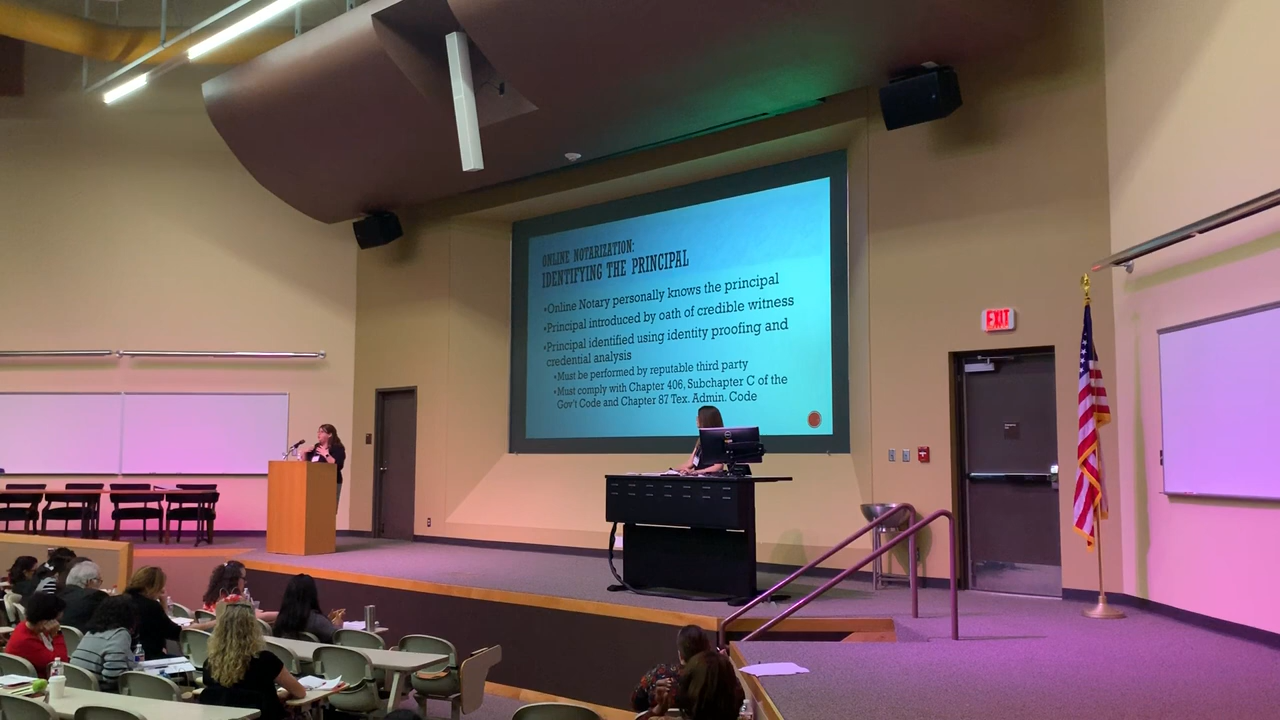 ONLINE NOTARIZATION:
IDENTIFYING THE PRINCIPAL
•Online Notary personally knows the principal
•Principal introduced by oath of credible witness
•Principal identified using identity proofing and
credential analysis
•Must be performed by reputable third party
•Must comply with Chapter 406, Subchapter C of the
Gov't Code and Chapter 87 Tex. Admin. Code
EXIT